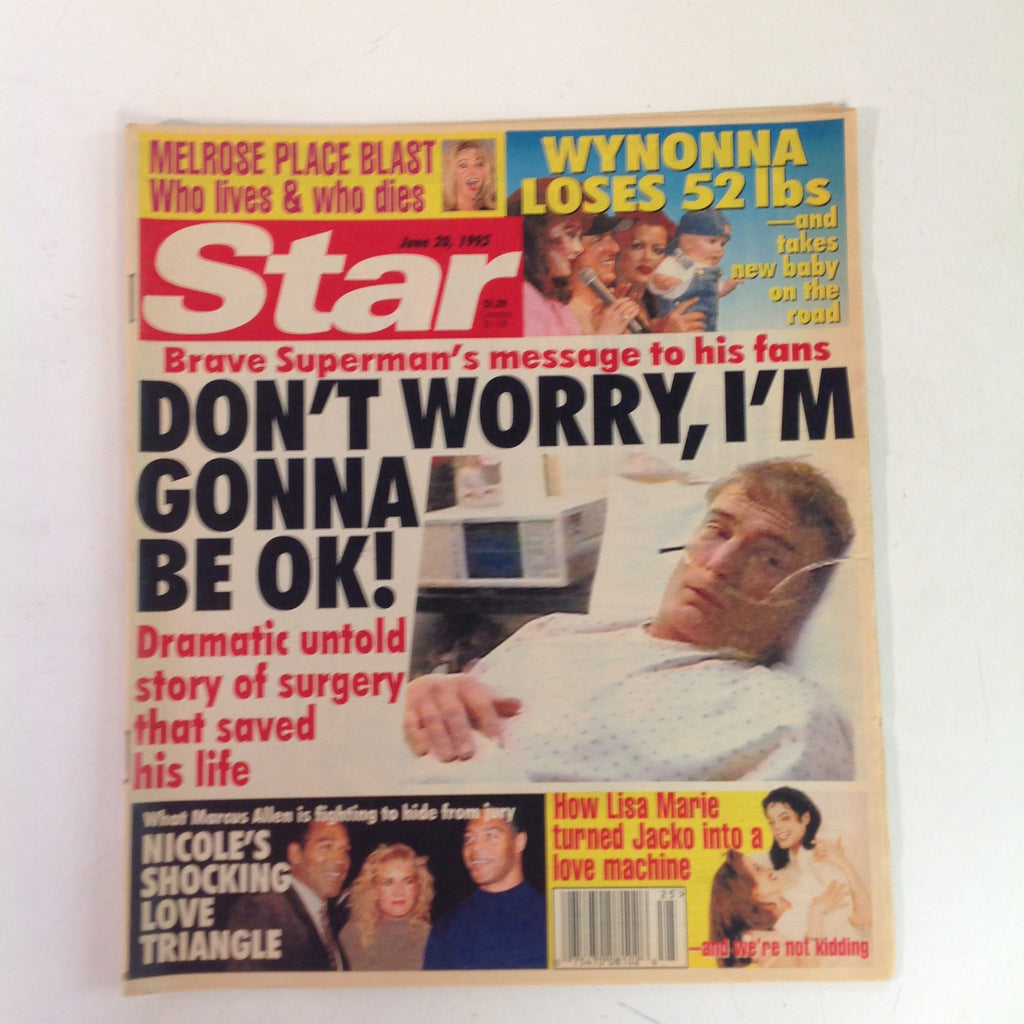 MELROSE PLACE BLAST
Who lives & who dies
WYNONNA
LOSES 52 lbs
—and
takes
new baby
on the
road
Star
June 20, 1995
Brave Superman's message to his fans
DON'T WORRY, I'M
GONNA
BE OK!
Dramatic untold
story of surgery
that saved
his life
What Marcus Allen is fighting to hide from jury
NICOLE'S
SHOCKING
LOVE
TRIANGLE
How Lisa Marie
turned Jacko into a
love machine
25>
—and we're not kidding